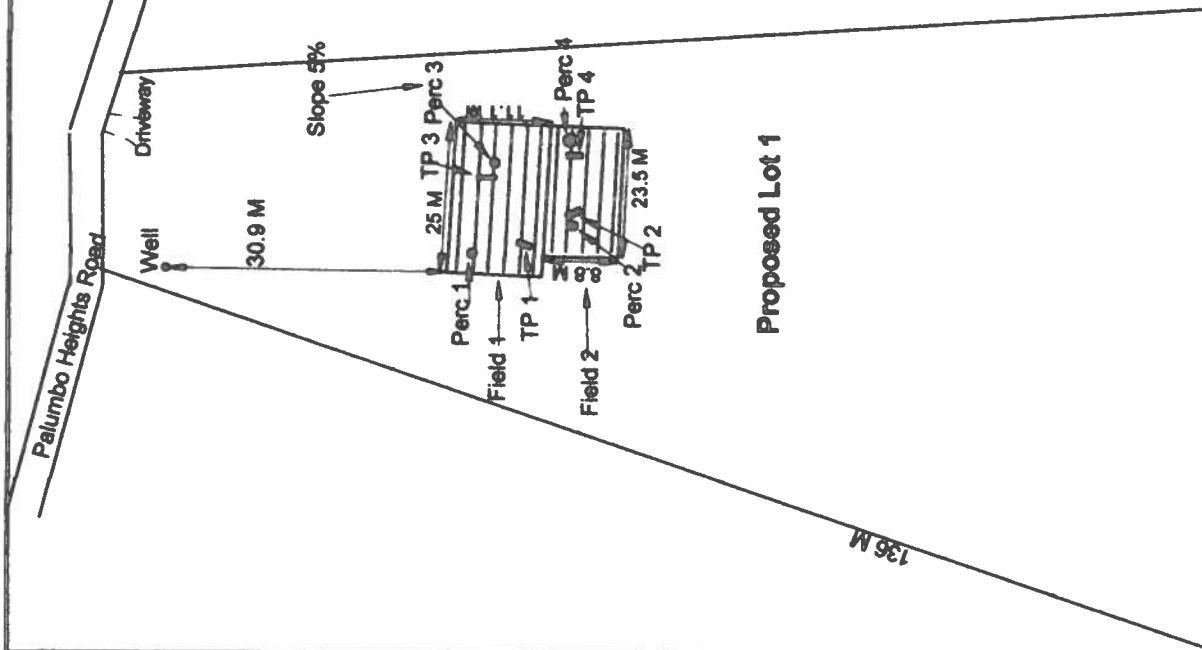 Palumbo Heights Road
Driveway
Well
30.9 M
Slope 5%
Perc 3
TP 3
25 M
Perc 4
TP 4
Perc 1
Field 1
TP 1
Field 2
8.8 M
Perc 2
TP 2
23.5 M
Proposed Lot 1
136 M